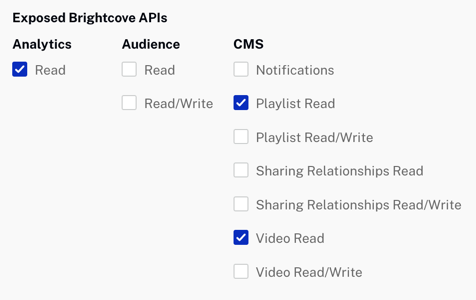 Exposed Brightcove APIs
Analytics
Read
Audience
Read
Read/Write
CMS
Notifications
Playlist Read
Playlist Read/Write
Sharing Relationships Read
Sharing Relationships Read/Write
Video Read
Video Read/Write